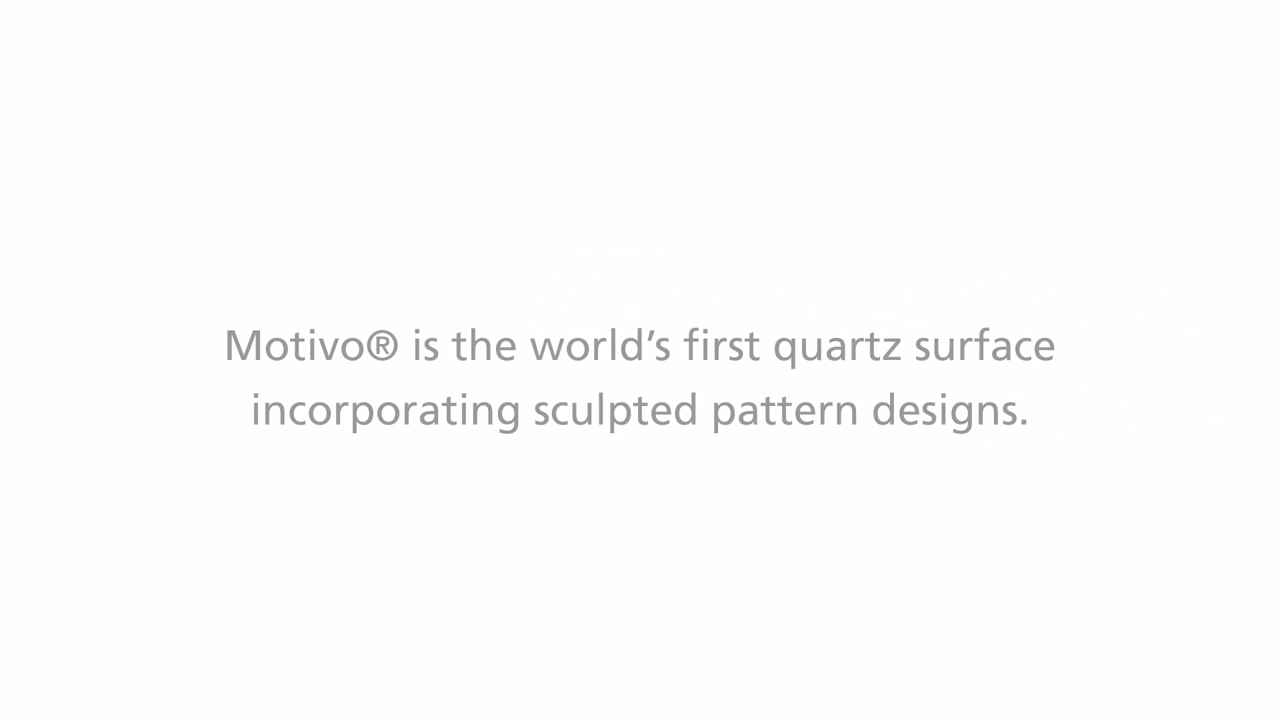 Motivo® is the world’s first quartz surface
incorporating sculpted pattern designs.